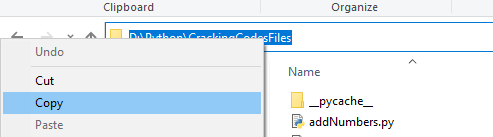 Clipboard
Organize
D:\Python\CrackingCodesFiles
Undo
Cut
Copy
Paste
Name
__pycache__
addNumbers.py